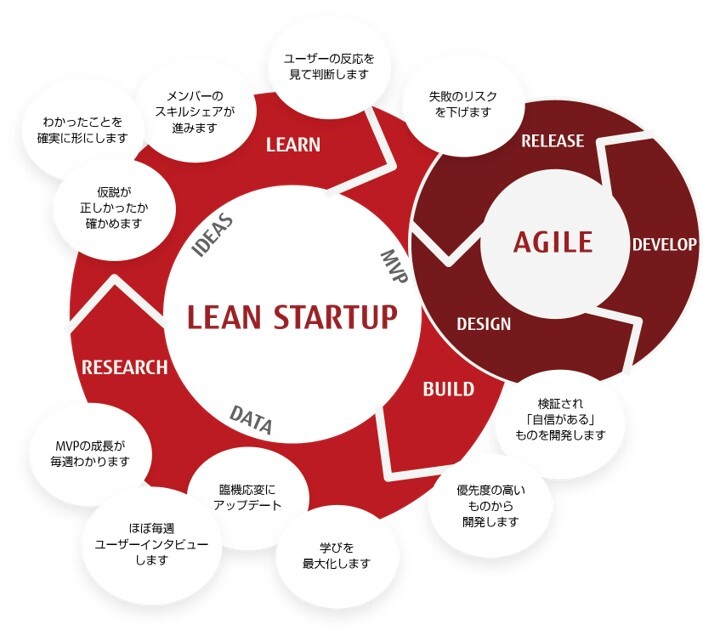 ユーザーの反応を
見て判断します
メンバーの
スキルシェアが
進みます
失敗のリスク
を下げます
わかったことを
確実に形にします
仮説が
正しかったか
確かめます
LEARN
RELEASE
IDEAS
MVP
AGILE
DEVELOP
LEAN STARTUP
DESIGN
RESEARCH
BUILD
DATA
検証され
「自信がある」
ものを開発します
MVPの成長が
毎週わかります
臨機応変に
アップデート
優先度の高い
ものから
開発します
ほぼ毎週
ユーザーインタビュー
します
学びを
最大化します